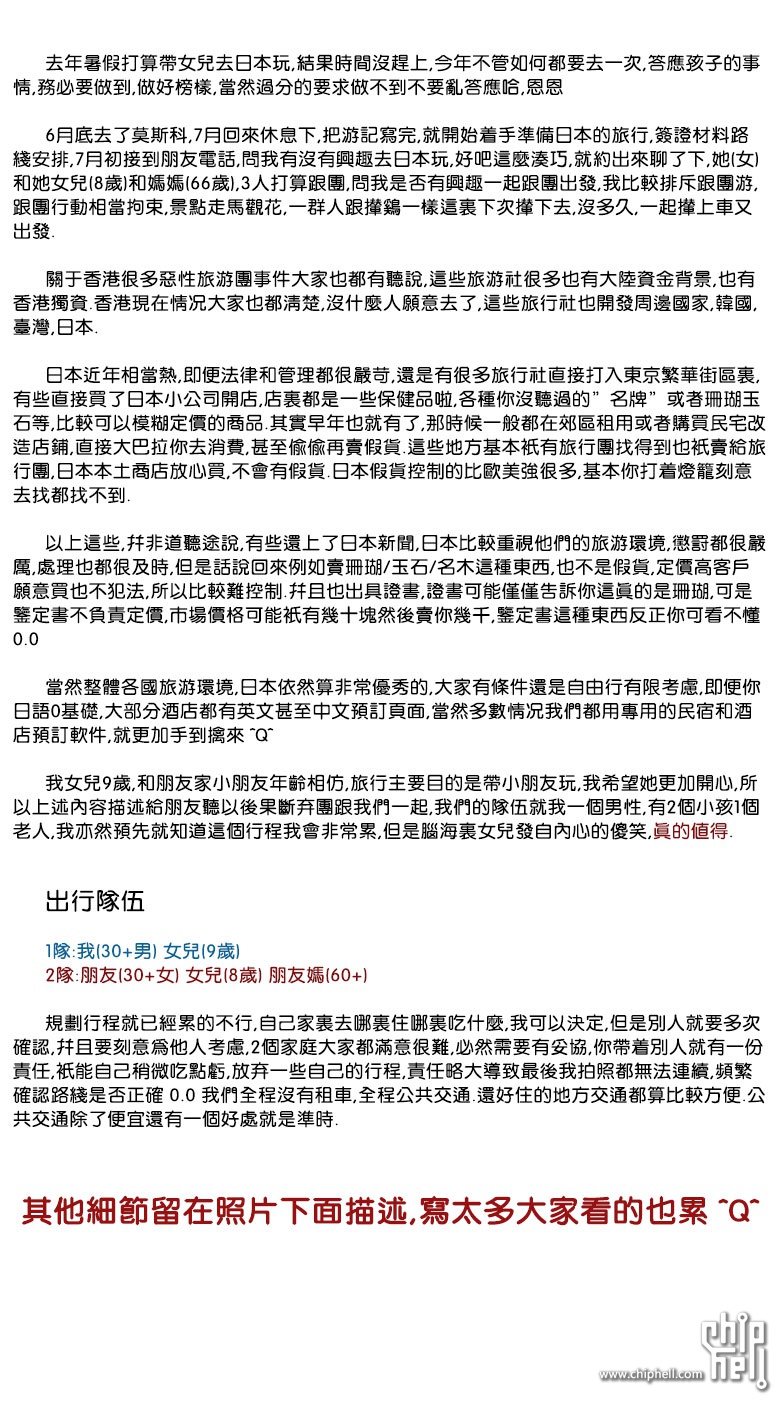 去年暑假打算帶女兒去日本玩,結果時間沒趕上,今年不管如何都要去一次,答應孩子的事
情,務必要做到,做好榜樣,當然過分的要求做不到不要亂答應哈,恩恩
6月底去了莫斯科,7月回來休息下,把游記寫完,就開始着手準備日本的旅行,簽證材料路
綫安排,7月初接到朋友電話,問我有沒有興趣去日本玩,好吧這麼湊巧,就約出來聊了下,她(女)
和她女兒(8歲)和媽媽(66歲),3人打算跟團,問我是否有興趣一起跟團出發,我比較排斥跟團游,
跟團行動相當拘束,景點走馬觀花,一群人跟攆鷄一樣這裏下次攆下去,沒多久,一起攆上車又
出發.
關于香港很多惡性旅游團事件大家也都有聽說,這些旅游社很多也有大陸資金背景,也有
香港獨資.香港現在情况大家也都淸楚,沒什麼人願意去了,這些旅行社也開發周邊國家,韓國,
臺灣,日本.
日本近年相當熱,即便法律和管理都很嚴苛,還是有很多旅行社直接打入東京繁華街區裏,
有些直接買了日本小公司開店,店裏都是一些保健品啦,各種你沒聽過的”名牌”或者珊瑚玉
石等,比較可以模糊定價的商品.其實早年也就有了,那時候一般都在郊區租用或者購買民宅改
造店鋪,直接大巴拉你去消費,甚至偷偷再賣假貨.這些地方基本衹有旅行團找得到也衹賣給旅
行團,日本本土商店放心買,不會有假貨.日本假貨控制的比歐美強很多,基本你打着燈籠刻意
去找都找不到.
以上這些,幷非道聽途說,有些還上了日本新聞,日本比較重視他們的旅游環境,懲罸都很嚴
厲,處理也都很及時,但是話說回來例如賣珊瑚/玉石/名木這種東西,也不是假貨,定價高客戶
願意買也不犯法,所以比較難控制.幷且也出具證書,證書可能僅僅告訴你這眞的是珊瑚,可是
鑒定書不負責定價,市場價格可能衹有幾十塊然後賣你幾千,鑒定書這種東西反正你可看不懂
0.0
當然整體各國旅游環境,日本依然算非常優秀的,大家有條件還是自由行有限考慮,即便你
日語0基礎,大部分酒店都有英文甚至中文預訂頁面,當然多數情况我們都用專用的民宿和酒
店預訂軟件,就更加手到擒來 ^Q^
我女兒9歲,和朋友家小朋友年齡相仿,旅行主要目的是帶小朋友玩,我希望她更加開心,所
以上述內容描述給朋友聽以後果斷弃團跟我們一起,我們的隊伍就我一個男性,有2個小孩1個
老人,我亦然預先就知道這個行程我會非常累,但是腦海裏女兒發自內心的傻笑,眞的値得.
出行隊伍
1隊:我(30+男) 女兒(9歲)
2隊:朋友(30+女) 女兒(8歲) 朋友媽(60+)
規劃行程就已經累的不行,自己家裏去哪裏住哪裏吃什麼,我可以決定,但是別人就要多次
確認,幷且要刻意爲他人考慮,2個家庭大家都滿意很難,必然需要有妥協,你帶着別人就有一份
責任,衹能自己稍微吃點虧,放弃一些自己的行程,責任略大導致最後我拍照都無法連續,頻繁
確認路綫是否正確 0.0 我們全程沒有租車,全程公共交通.還好住的地方交通都算比較方便.公
共交通除了便宜還有一個好處就是準時.
其他細節留在照片下面描述,寫太多大家看的也累 ^Q^
chip
hell
www.chiphell.com